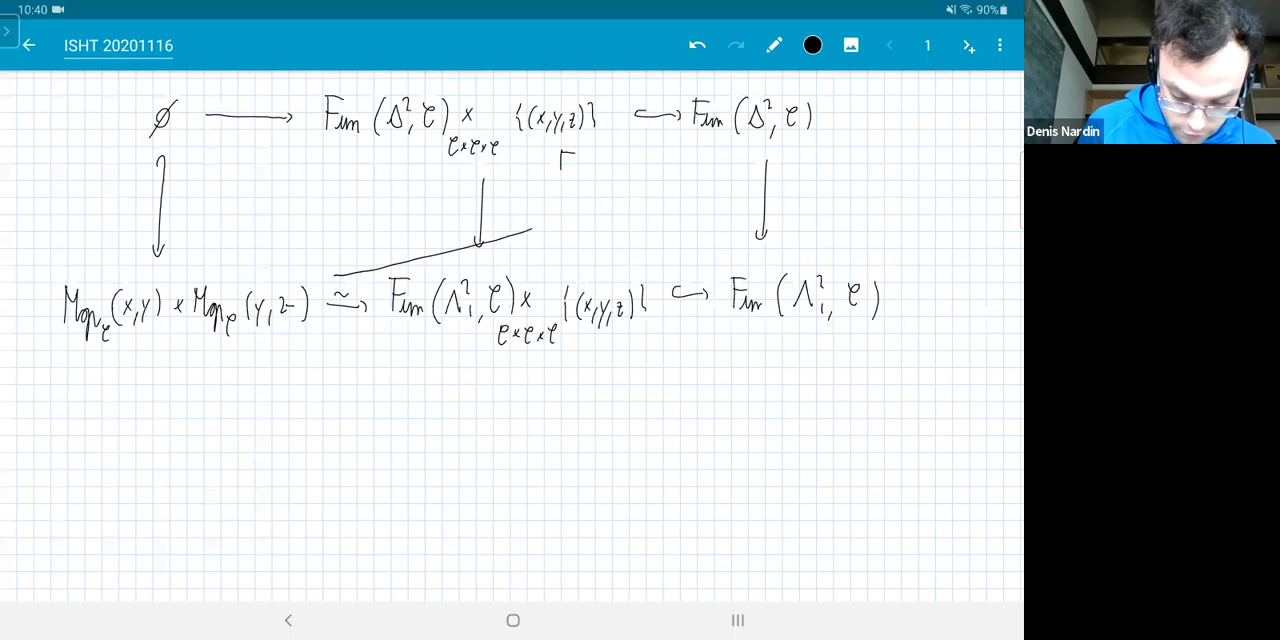 10:40 90%
ISHT 20201116 1
Denis Nardin
∅ ⟶ Fun (Δ², C) × {(x,y,z)} ↪ Fun (Δ², C)
C×C×C
Map_C (x,y) × Map_C (y,z) ≃→ Fun (Λ²₁, C) × {(x,y,z)} ↪ Fun (Λ²₁, C)
C×C×C